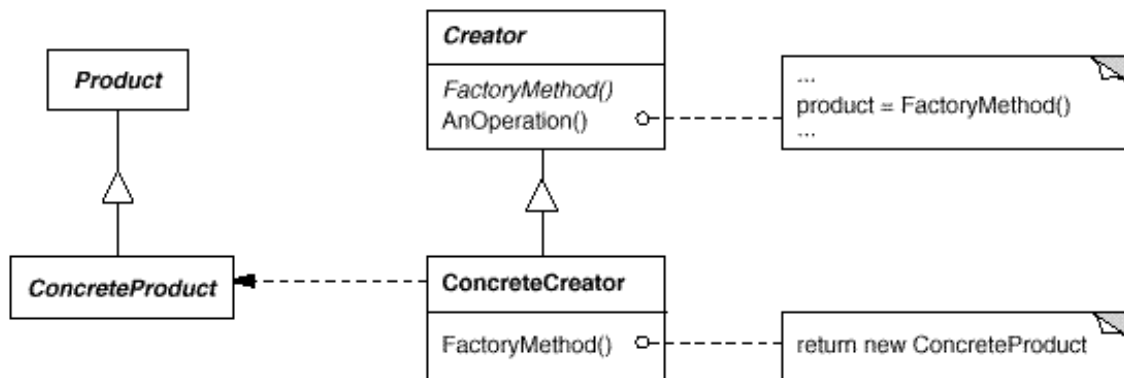 Product
ConcreteProduct
Creator
FactoryMethod()
AnOperation()
...
product = FactoryMethod()
...
ConcreteCreator
FactoryMethod()
return new ConcreteProduct